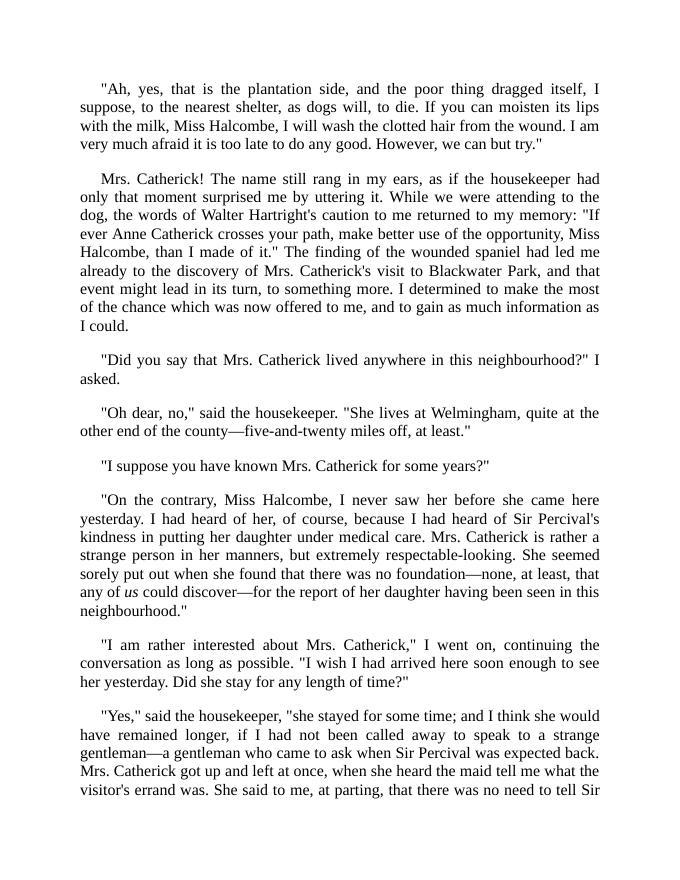 "Ah, yes, that is the plantation side, and the poor thing dragged itself, I
suppose, to the nearest shelter, as dogs will, to die. If you can moisten its lips
with the milk, Miss Halcombe, I will wash the clotted hair from the wound. I am
very much afraid it is too late to do any good. However, we can but try."
Mrs. Catherick! The name still rang in my ears, as if the housekeeper had
only that moment surprised me by uttering it. While we were attending to the
dog, the words of Walter Hartright's caution to me returned to my memory: "If
ever Anne Catherick crosses your path, make better use of the opportunity, Miss
Halcombe, than I made of it." The finding of the wounded spaniel had led me
already to the discovery of Mrs. Catherick's visit to Blackwater Park, and that
event might lead in its turn, to something more. I determined to make the most
of the chance which was now offered to me, and to gain as much information as
I could.
"Did you say that Mrs. Catherick lived anywhere in this neighbourhood?" I
asked.
"Oh dear, no," said the housekeeper. "She lives at Welmingham, quite at the
other end of the county—five-and-twenty miles off, at least."
"I suppose you have known Mrs. Catherick for some years?"
"On the contrary, Miss Halcombe, I never saw her before she came here
yesterday. I had heard of her, of course, because I had heard of Sir Percival's
kindness in putting her daughter under medical care. Mrs. Catherick is rather a
strange person in her manners, but extremely respectable-looking. She seemed
sorely put out when she found that there was no foundation—none, at least, that
any of us could discover—for the report of her daughter having been seen in this
neighbourhood."
"I am rather interested about Mrs. Catherick," I went on, continuing the
conversation as long as possible. "I wish I had arrived here soon enough to see
her yesterday. Did she stay for any length of time?"
"Yes," said the housekeeper, "she stayed for some time; and I think she would
have remained longer, if I had not been called away to speak to a strange
gentleman—a gentleman who came to ask when Sir Percival was expected back.
Mrs. Catherick got up and left at once, when she heard the maid tell me what the
visitor's errand was. She said to me, at parting, that there was no need to tell Sir